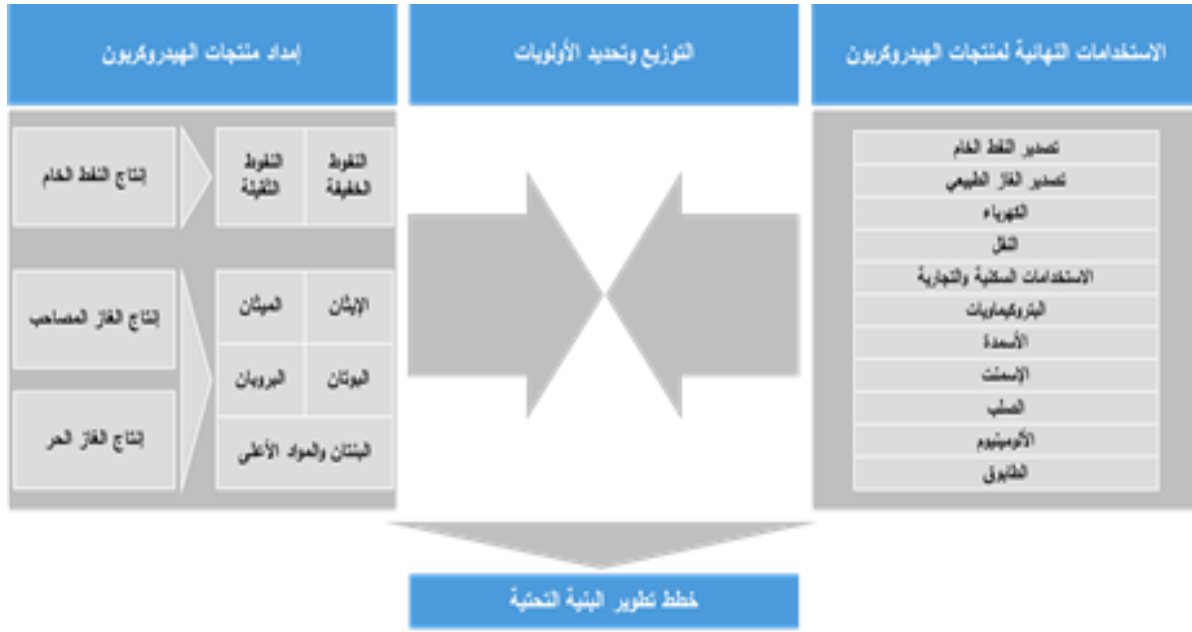 الاستخدامات النهائية لمنتجات الهيدروكربون
تصدير النفط الخام
تصدير الغاز الطبيعي
الكهرباء
النقل
الاستخدامات السكنية والتجارية
البتروكيماويات
الأسمدة
الإسمنت
الصلب
الألومينيوم
الطابوق
التوزيع وتحديد الأولويات
إمداد منتجات الهيدروكربون
النفوط
الخفيفة
النفوط
الثقيلة
إنتاج النفط الخام
الإيثان
الميثان
إنتاج الغاز المصاحب
البوتان
البروبان
البنتان والمواد الأعلى
إنتاج الغاز الحر
خطط تطوير البنية التحتية